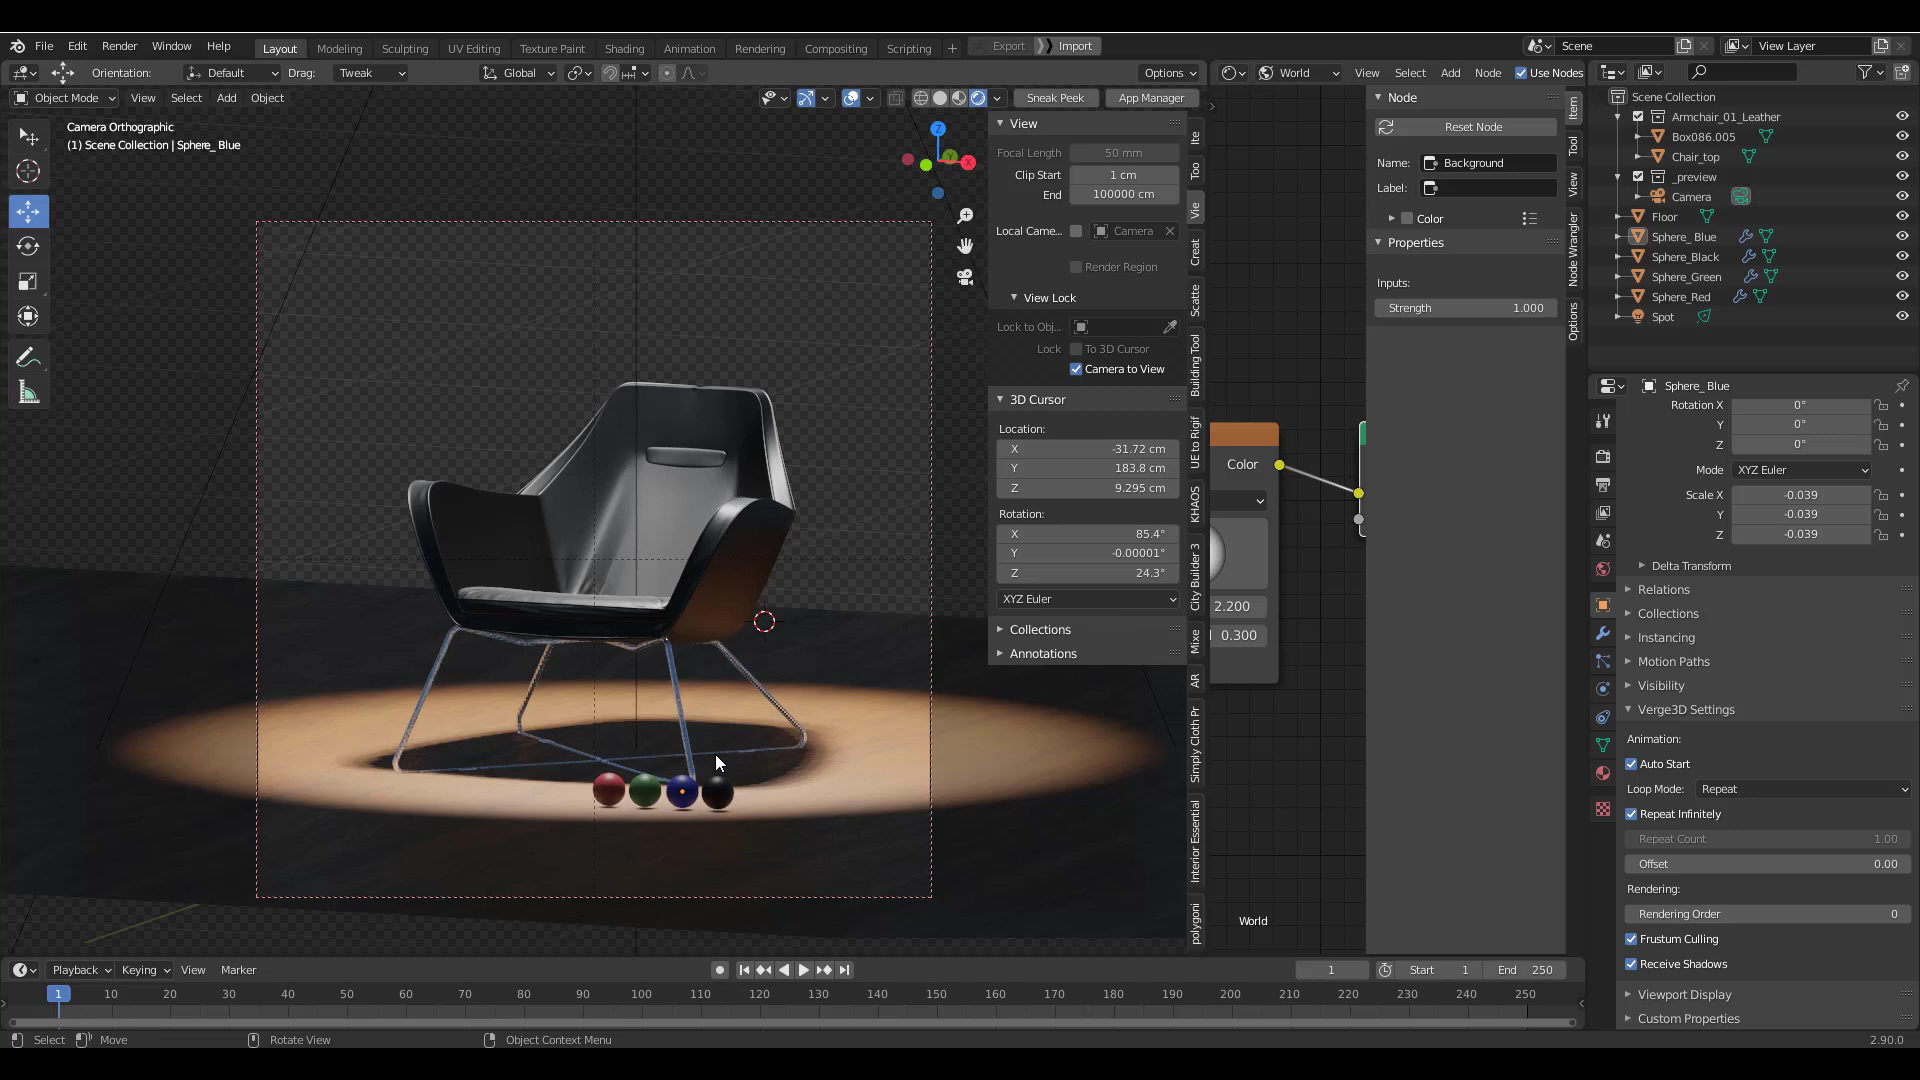 File Edit Render Window Help Layout Modeling Sculpting UV Editing Texture Paint Shading Animation Rendering Compositing Scripting + Export Import Scene View Layer
Orientation: Default Drag: Tweak Global Options World View Select Add Node Use Nodes
Object Mode View Select Add Object Sneak Peek App Manager
Camera Orthographic
(1) Scene Collection | Sphere_ Blue
Z
Y
X
View
Focal Length 50 mm
Clip Start 1 cm
End 100000 cm
Local Came... Camera
Render Region
View Lock
Lock to Obj...
Lock To 3D Cursor
Camera to View
3D Cursor
Location:
X -31.72 cm
Y 183.8 cm
Z 9.295 cm
Rotation:
X 85.4°
Y -0.00001°
Z 24.3°
XYZ Euler
Collections
Annotations
Ite
Too
Vie
Creat
Scatte
Building Tool
UE to Rigif
KHAOS
City Builder 3
Mixe
AR
Simply Cloth Pr
Interior Essential
polygoni
Color
2.200
0.300
World
Node
Reset Node
Name: Background
Label:
Color
Properties
Inputs:
Strength 1.000
Item
Tool
View
Node Wrangler
Options
Scene Collection
Armchair_01_Leather
Box086.005
Chair_top
_preview
Camera
Floor
Sphere_ Blue
Sphere_Black
Sphere_Green
Sphere_Red
Spot
Sphere_ Blue
Rotation X 0°
Y 0°
Z 0°
Mode XYZ Euler
Scale X -0.039
Y -0.039
Z -0.039
Delta Transform
Relations
Collections
Instancing
Motion Paths
Visibility
Verge3D Settings
Animation:
Auto Start
Loop Mode: Repeat
Repeat Infinitely
Repeat Count 1.00
Offset 0.00
Rendering:
Rendering Order 0
Frustum Culling
Receive Shadows
Viewport Display
Custom Properties
Playback Keying View Marker 1 Start 1 End 250
1 10 20 30 40 50 60 70 80 90 100 110 120 130 140 150 160 170 180 190 200 210 220 230 240 250
Select Move Rotate View Object Context Menu 2.90.0